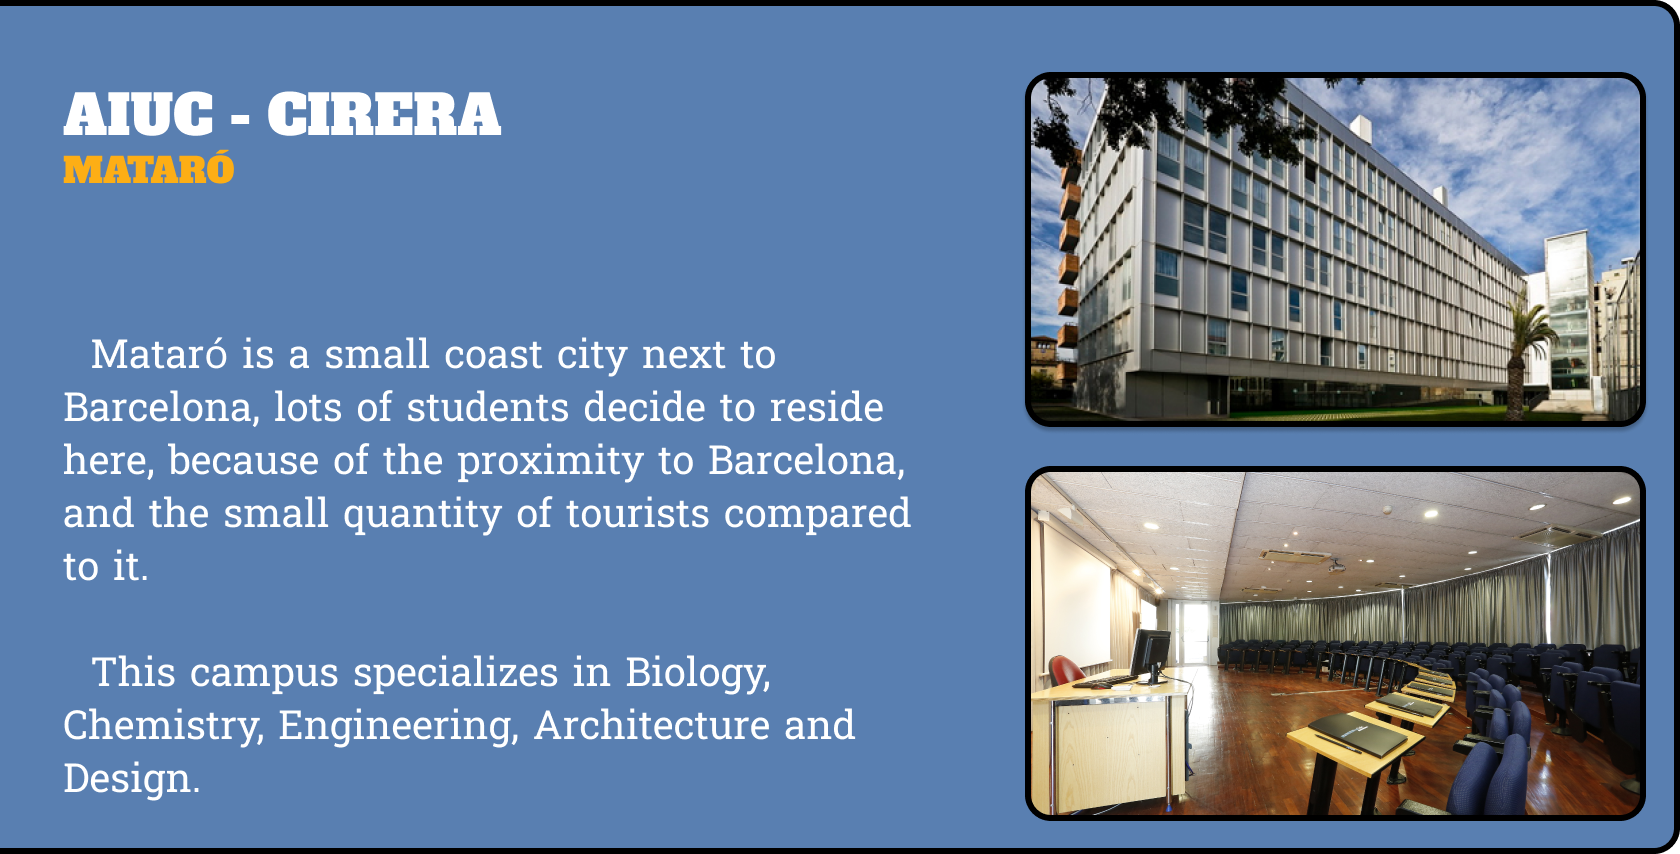 AIUC - CIRERA
MATARÓ
Mataró is a small coast city next to
Barcelona, lots of students decide to reside
here, because of the proximity to Barcelona,
and the small quantity of tourists compared
to it.
This campus specializes in Biology,
Chemistry, Engineering, Architecture and
Design.